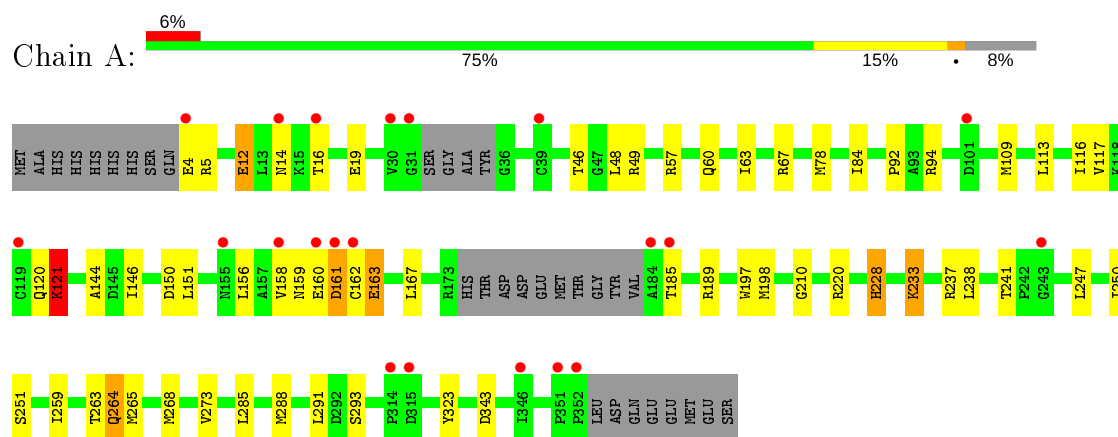 6%
Chain A:
75% 15% • 8%
MET ALA HIS HIS HIS HIS HIS HIS SER GLN E4 R5 E12 L13 N14 K15 T16 E19 V30 G31 SER GLY ALA TYR G36 C39 T46 G47 L48 R49 R57 Q60 I63 R67 M78 I84 P92 A93 R94 D101 M109 L113 I116 V117 K118
C119 Q120 K121 A144 D145 I146 D150 L151 N155 L156 A157 V158 N159 E160 D161 C162 E163 L167 R173 HIS THR ASP ASP GLU MET THR GLY TYR VAL A184 T185 R189 W197 M198 G210 R220 H228 K233 R237 L238 T241 P242 G243 L247 I250
S251 I259 T263 Q264 M265 M268 V273 L285 M288 L291 D292 S293 P314 D315 Y323 D343 I346 P351 P352 LEU ASP GLN GLU GLU MET GLU SER